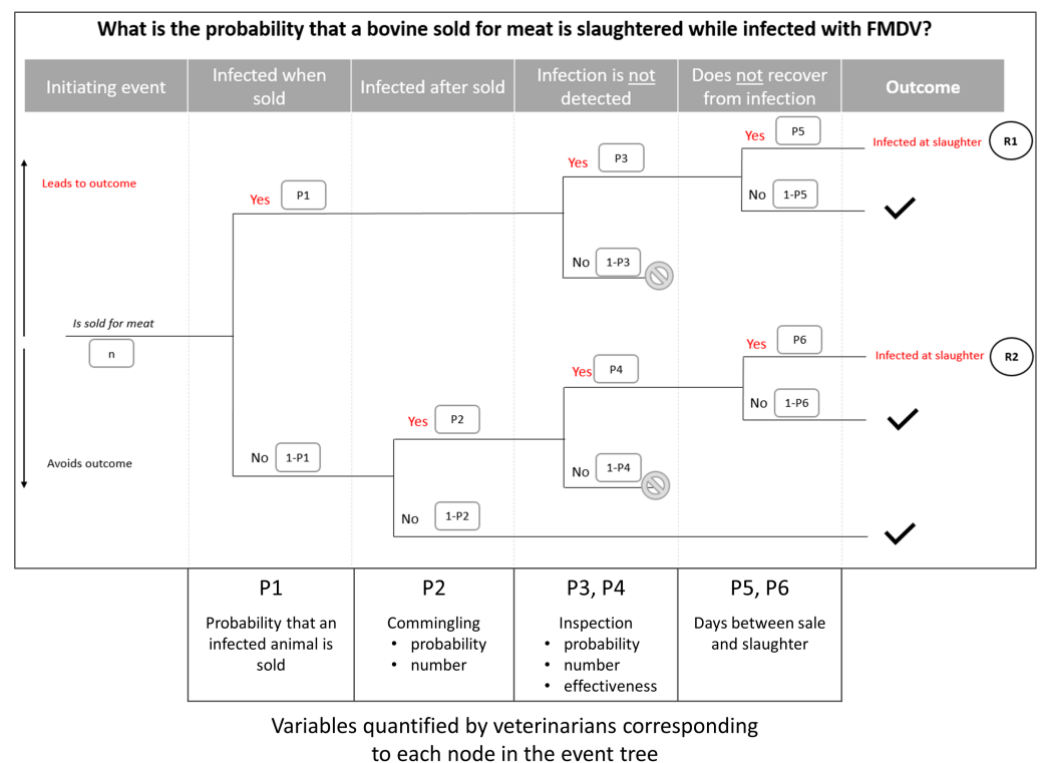 What is the probability that a bovine sold for meat is slaughtered while infected with FMDV?
Initiating event
Infected when
sold
Infected after sold
Infection is not
detected
Does not recover
from infection
Outcome
Yes
P5
Infected at slaughter
R1
Yes
P3
Leads to outcome
Yes
P1
No
1-P5
No
1-P3
Is sold for meat
n
Yes
P6
Infected at slaughter
R2
Yes
P4
No
1-P6
Yes
P2
Avoids outcome
No
1-P1
No
1-P4
No
1-P2
P1
Probability that an
infected animal is
sold
P2
Commingling
• probability
• number
P3, P4
Inspection
• probability
• number
• effectiveness
P5, P6
Days between sale
and slaughter
Variables quantified by veterinarians corresponding
to each node in the event tree